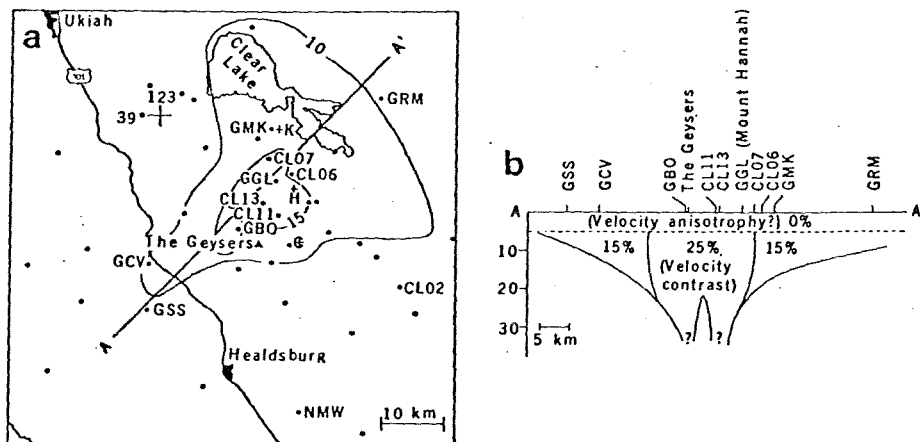 Ukiah
a
101
Clear
Lake
10
A'
123
39
GRM
GMK
+K
CL07
GGL
CL06
CL13
H
CL11
15
GBO
The Geysers
G
GCV
GSS
CL02
A
Healdsburg
NMW
10 km
b
GSS
GCV
GBO
The Geysers
CL11
CL13
GGL (Mount Hannah)
CL07
CL06
GMK
GRM
A
A
(Velocity anisotropy?) 0%
10
15%
25%
15%
(Velocity
contrast)
20
30
?
?
5 km